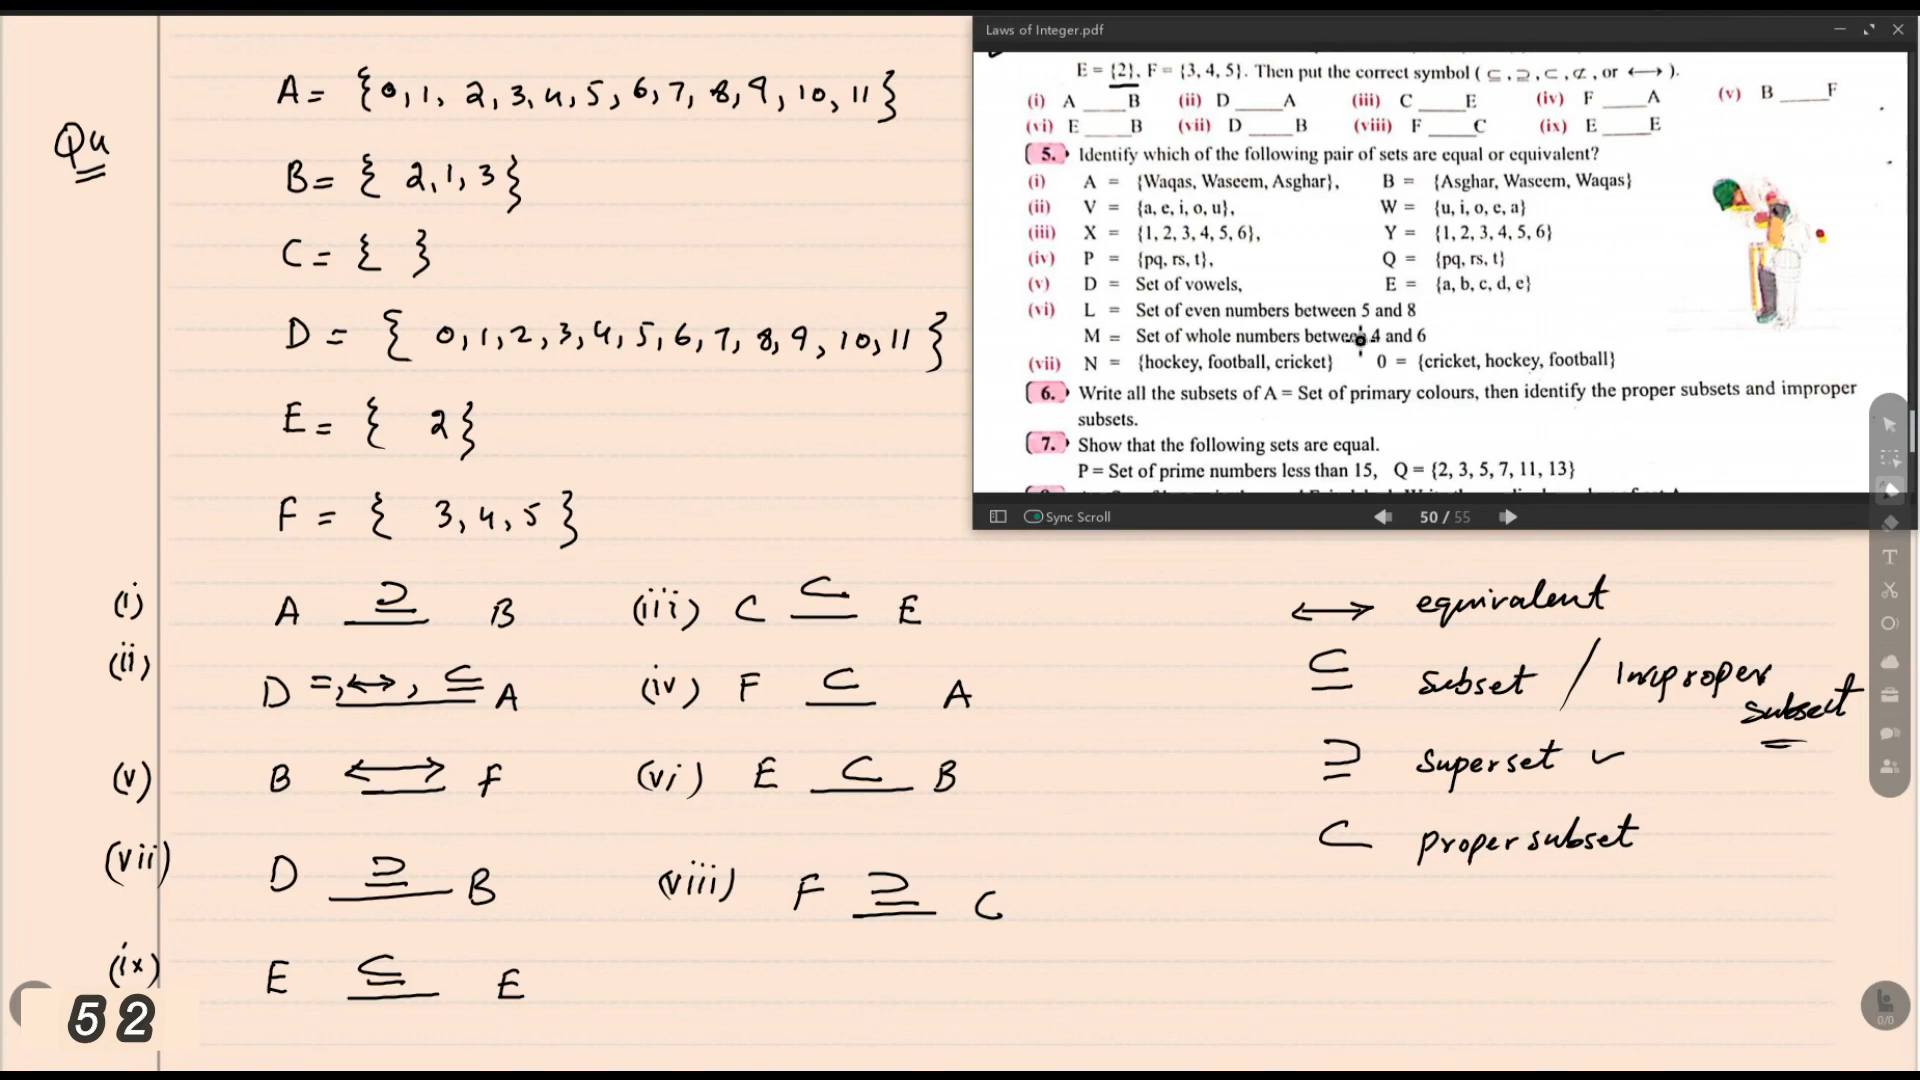 Qu
A = {0, 1, 2, 3, 4, 5, 6, 7, 8, 9, 10, 11}
B = { 2, 1, 3}
C = { }
D = { 0, 1, 2, 3, 4, 5, 6, 7, 8, 9, 10, 11 }
E = { 2}
F = { 3, 4, 5 }
(i) A ⊇ B (iii) C ⊂ E
(ii) D =, ↔, ⊆ A (iv) F ⊂ A
(v) B ↔ F (vi) E ⊂ B
(vii) D ⊇ B (viii) F ⊇ C
(ix) E ⊆ E
52
Laws of Integer.pdf
E = {2}, F = {3, 4, 5}. Then put the correct symbol ( ⊆ , ⊇ , ⊂ , ⊄ , or ⟷ ).
(i) A ____ B (ii) D ____ A (iii) C ____ E (iv) F ____ A (v) B ____ F
(vi) E ____ B (vii) D ____ B (viii) F ____ C (ix) E ____ E
5. Identify which of the following pair of sets are equal or equivalent?
(i) A = {Waqas, Waseem, Asghar}, B = {Asghar, Waseem, Waqas}
(ii) V = {a, e, i, o, u}, W = {u, i, o, e, a}
(iii) X = {1, 2, 3, 4, 5, 6}, Y = {1, 2, 3, 4, 5, 6}
(iv) P = {pq, rs, t}, Q = {pq, rs, t}
(v) D = Set of vowels, E = {a, b, c, d, e}
(vi) L = Set of even numbers between 5 and 8
M = Set of whole numbers between 4 and 6
(vii) N = {hockey, football, cricket} 0 = {cricket, hockey, football}
6. Write all the subsets of A = Set of primary colours, then identify the proper subsets and improper
subsets.
7. Show that the following sets are equal.
P = Set of prime numbers less than 15, Q = {2, 3, 5, 7, 11, 13}
Sync Scroll
50 / 55
↔ equivalent
⊆ subset / Improper
subset
⊇ Superset ✓
⊂ proper subset
T
0/0